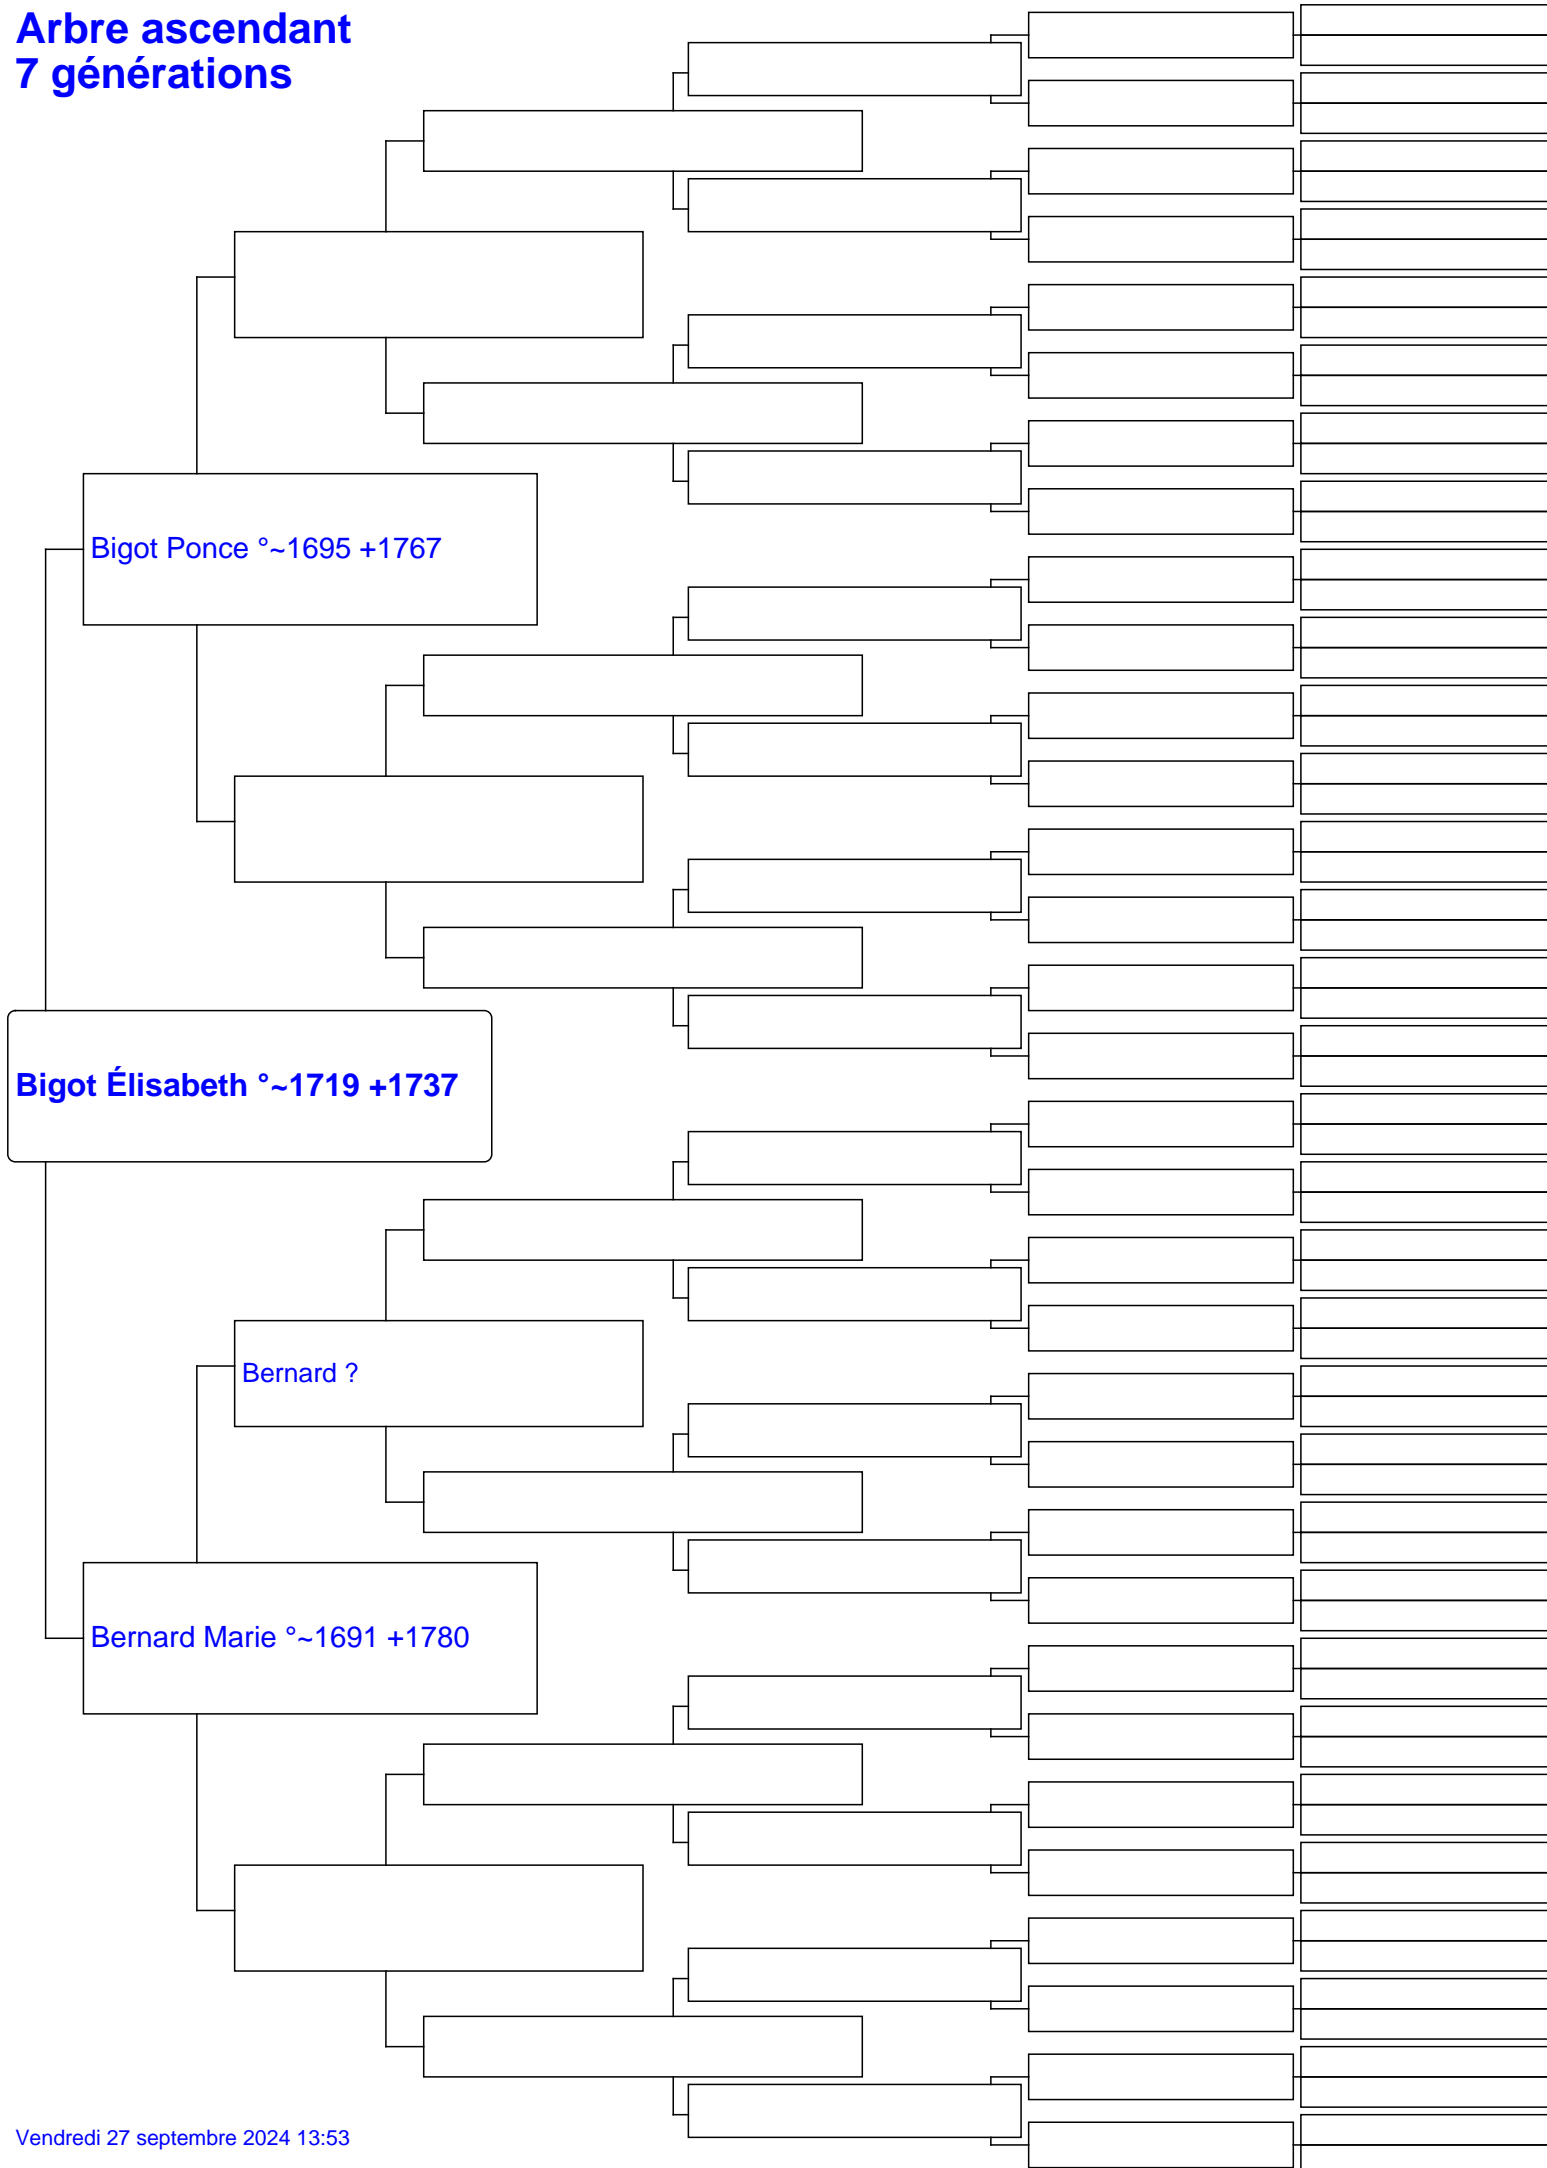 Arbre ascendant
7 générations
Bigot Ponce °~1695 +1767
Bigot Élisabeth °~1719 +1737
Bernard ?
Bernard Marie °~1691 +1780
Vendredi 27 septembre 2024 13:53